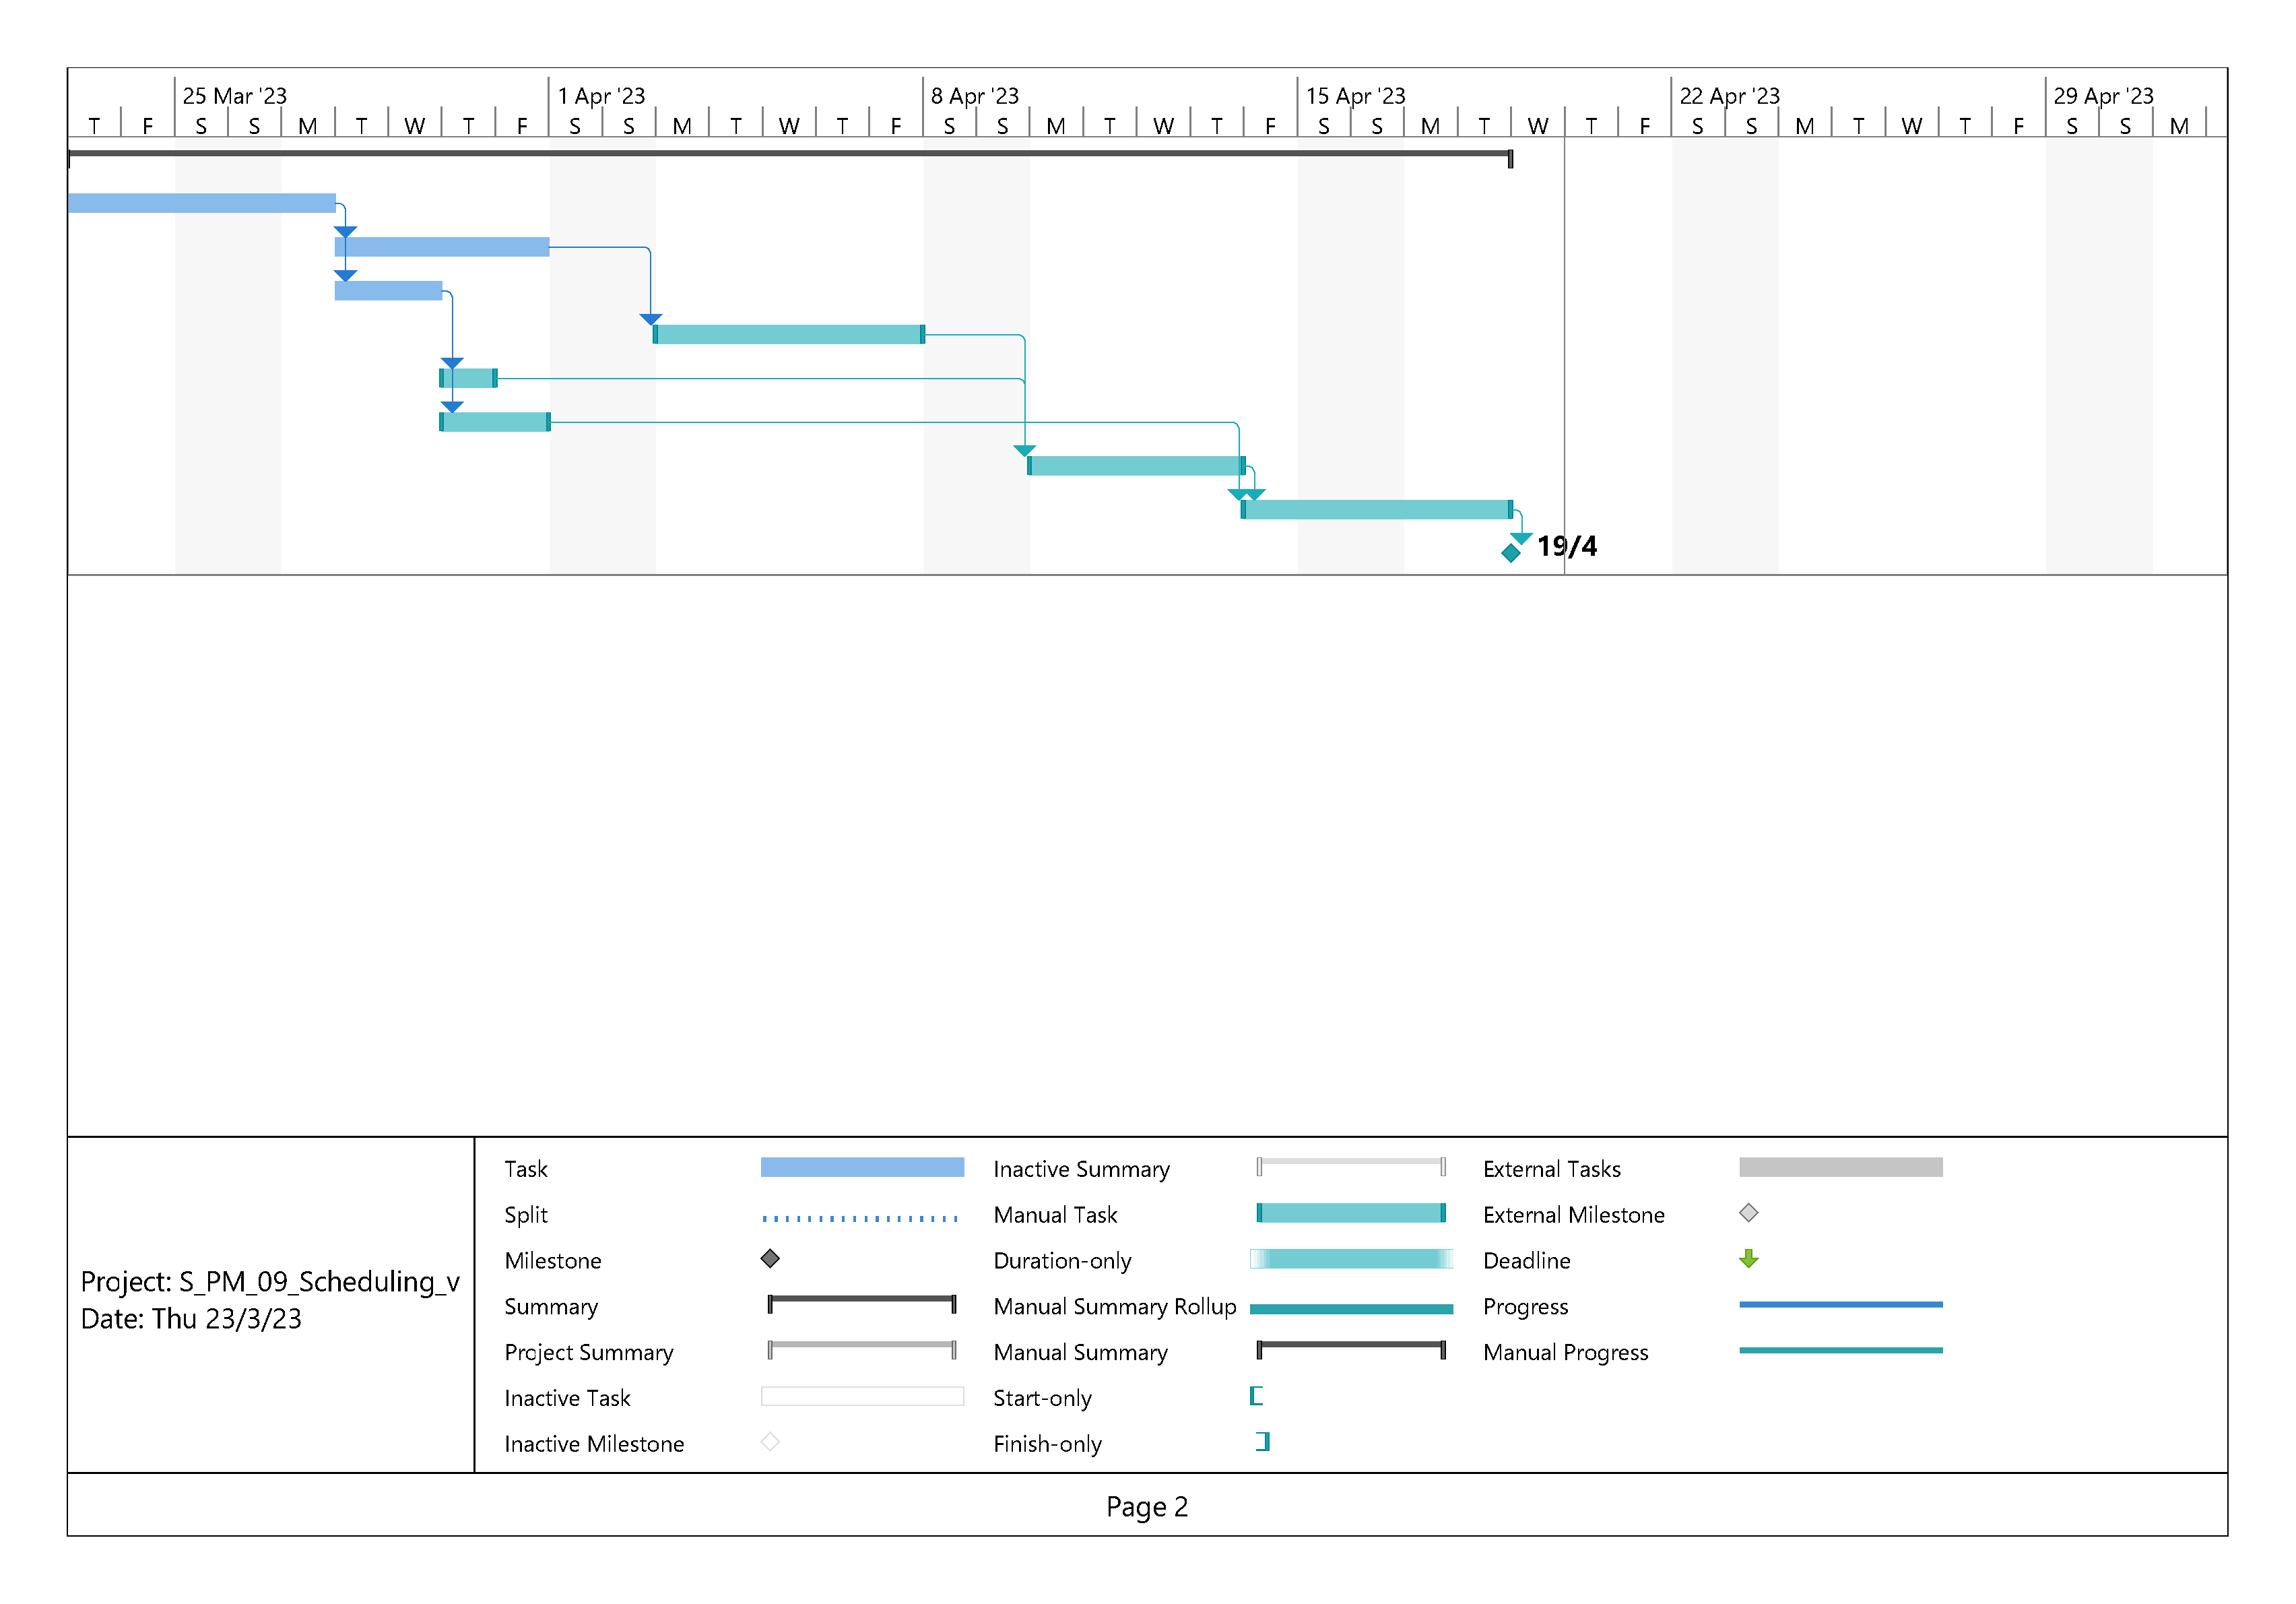 25 Mar '23 1 Apr '23 8 Apr '23 15 Apr '23 22 Apr '23 29 Apr '23
T F S S M T W T F S S M T W T F S S M T W T F S S M T W T F S S M T W T F S S M
19/4
Project: S_PM_09_Scheduling_v
Date: Thu 23/3/23
Task
Split
Milestone
Summary
Project Summary
Inactive Task
Inactive Milestone
Inactive Summary
Manual Task
Duration-only
Manual Summary Rollup
Manual Summary
Start-only
Finish-only
External Tasks
External Milestone
Deadline
Progress
Manual Progress
Page 2